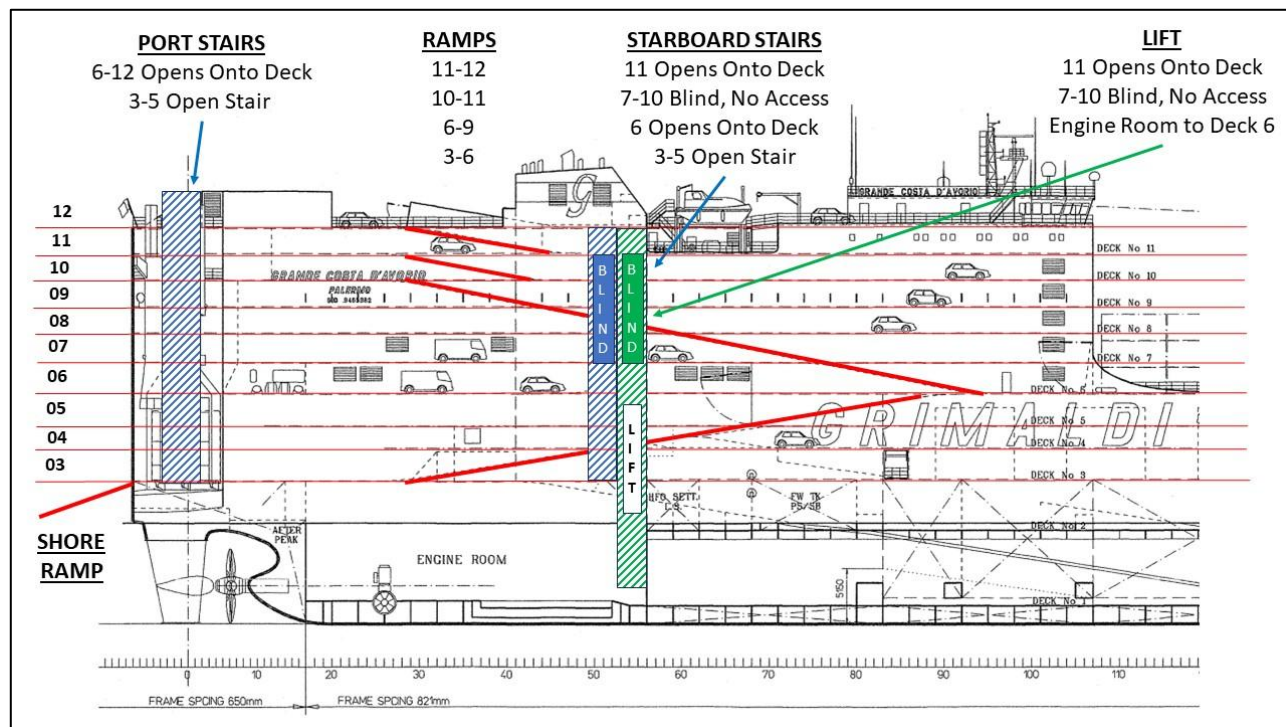 PORT STAIRS
6-12 Opens Onto Deck
3-5 Open Stair
RAMPS
11-12
10-11
6-9
3-6
STARBOARD STAIRS
11 Opens Onto Deck
7-10 Blind, No Access
6 Opens Onto Deck
3-5 Open Stair
LIFT
11 Opens Onto Deck
7-10 Blind, No Access
Engine Room to Deck 6
GRANDE COSTA D'AVORIO
G
12
11
10
09
08
07
06
05
04
03
GRANDE COSTA D'AVORIO
PALERMO
BLIND
BLIND
LIFT
DECK No 11
DECK No 10
DECK No 9
DECK No 8
DECK No 7
DECK No 6
DECK No 5
DECK No 4
DECK No 3
DECK No 2
DECK No 1
GRIMALDI
SHORE
RAMP
AFTER
PEAK
ENGINE ROOM
HFO SETT
FW TK
PS/SB
5150
0 10 20 30 40 50 60 70 80 90 100 110
FRAME SPCING 650mm
FRAME SPCING 821mm